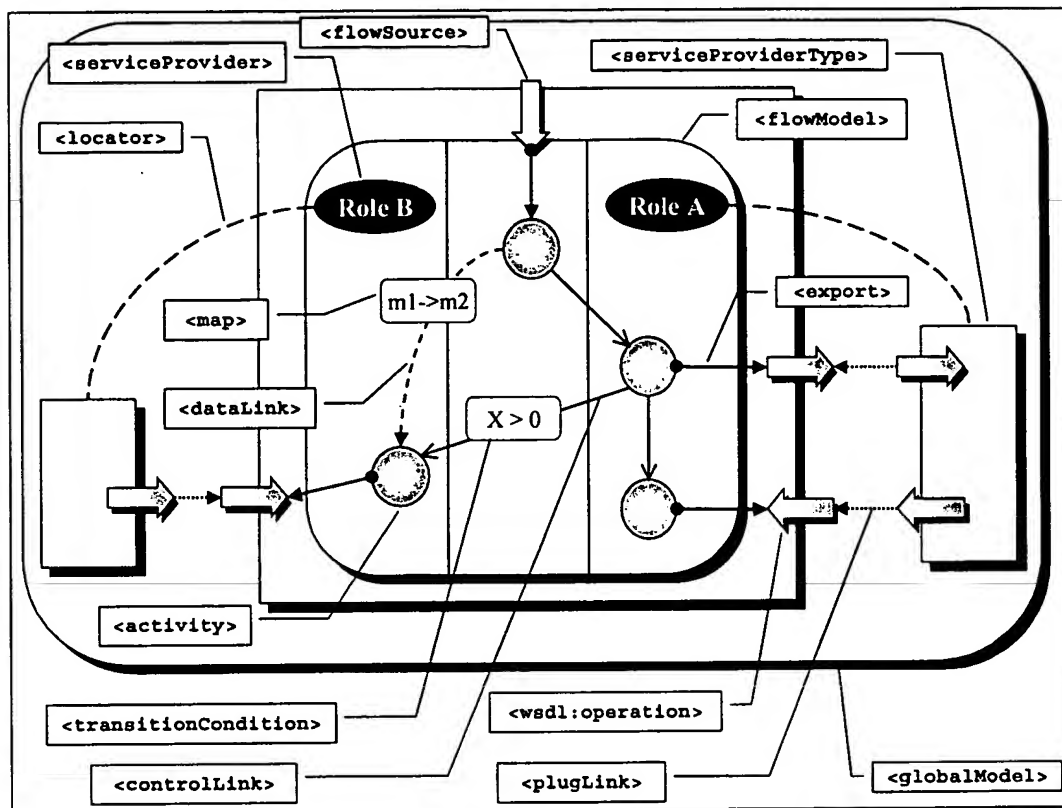 <flowSource>
<serviceProvider>
<serviceProviderType>
<flowModel>
<locator>
Role B
Role A
m1->m2
<export>
<map>
<dataLink>
X > 0
<activity>
<transitionCondition>
<wsdl:operation>
<controlLink>
<plugLink>
<globalModel>